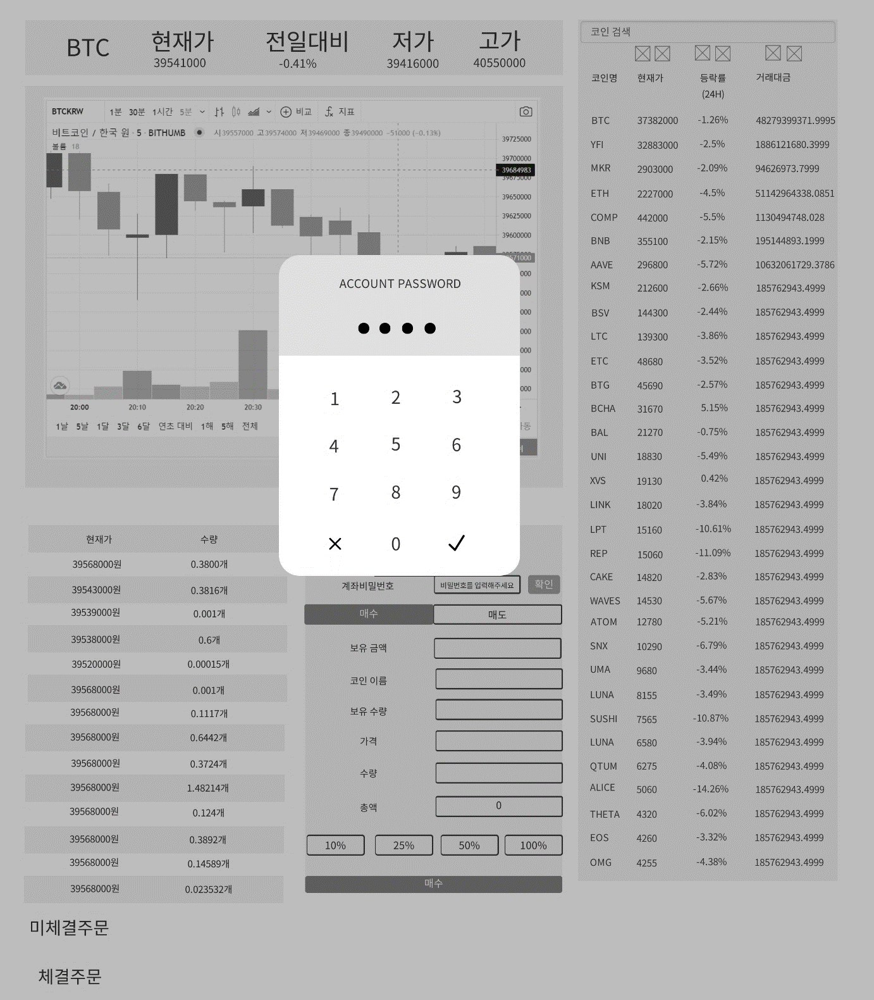 BTC 현재가 전일대비 저가 고가
39541000 -0.41% 39416000 40550000
BTCKRW 1분 30분 1시간 5분 비교 지표
비트코인 / 한국 원 · 5 · BITHUMB 시39557000 고39574000 저39469000 종39490000 -51000 (-0.13%)
볼륨 18
39725000
39700000
39684983
39675000
39650000
39625000
39600000
71000
000
000
000
000
000
000
000
20:00 20:10 20:20 20:30
1날 5날 1달 3달 6달 연초 대비 1해 5해 전체
ACCOUNT PASSWORD
1 2 3
4 5 6
7 8 9
0
현재가 수량
39568000원 0.3800개
39543000원 0.3816개
39539000원 0.001개
39538000원 0.6개
39520000원 0.00015개
39568000원 0.001개
39568000원 0.1117개
39568000원 0.6442개
39568000원 0.3724개
39568000원 1.48214개
39568000원 0.124개
39568000원 0.3892개
39568000원 0.14589개
39568000원 0.023532개
미체결주문
체결주문
계좌비밀번호 비밀번호를 입력해주세요 확인
매수 매도
보유 금액
코인 이름
보유 수량
가격
수량
총액 0
10% 25% 50% 100%
매수
코인 검색
코인명 현재가 등락률 거래대금
(24H)
BTC 37382000 -1.26% 48279399371.9995
YFI 32883000 -2.5% 1886121680.3999
MKR 2903000 -2.09% 94626973.7999
ETH 2227000 -4.5% 51142964338.0851
COMP 442000 -5.5% 1130494748.028
BNB 355100 -2.15% 195144893.1999
AAVE 296800 -5.72% 10632061729.3786
KSM 212600 -2.66% 185762943.4999
BSV 144300 -2.44% 185762943.4999
LTC 139300 -3.86% 185762943.4999
ETC 48680 -3.52% 185762943.4999
BTG 45690 -2.57% 185762943.4999
BCHA 31670 5.15% 185762943.4999
BAL 21270 -0.75% 185762943.4999
UNI 18830 -5.49% 185762943.4999
XVS 19130 0.42% 185762943.4999
LINK 18020 -3.84% 185762943.4999
LPT 15160 -10.61% 185762943.4999
REP 15060 -11.09% 185762943.4999
CAKE 14820 -2.83% 185762943.4999
WAVES 14530 -5.67% 185762943.4999
ATOM 12780 -5.21% 185762943.4999
SNX 10290 -6.79% 185762943.4999
UMA 9680 -3.44% 185762943.4999
LUNA 8155 -3.49% 185762943.4999
SUSHI 7565 -10.87% 185762943.4999
LUNA 6580 -3.94% 185762943.4999
QTUM 6275 -4.08% 185762943.4999
ALICE 5060 -14.26% 185762943.4999
THETA 4320 -6.02% 185762943.4999
EOS 4260 -3.32% 185762943.4999
OMG 4255 -4.38% 185762943.4999